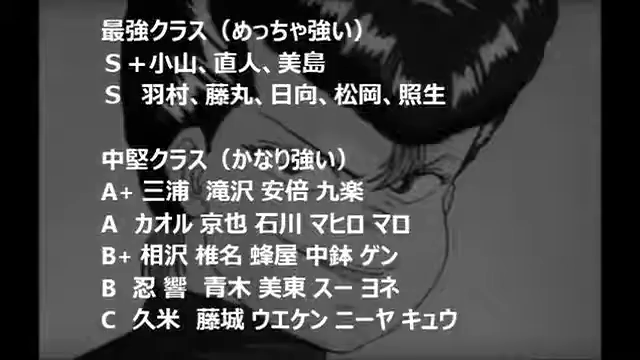 最強クラス（めっちゃ強い）
Ｓ＋小山、直人、美島
Ｓ　羽村、藤丸、日向、松岡、照生
中堅クラス（かなり強い）
A+ 三浦　滝沢 安倍 九楽
A　カオル 京也 石川 マヒロ マロ
B+ 相沢 椎名 蜂屋 中鉢 ゲン
B　忍 響　青木 美東 スー ヨネ
C　久米　藤城 ウエケン ニーヤ キュウ